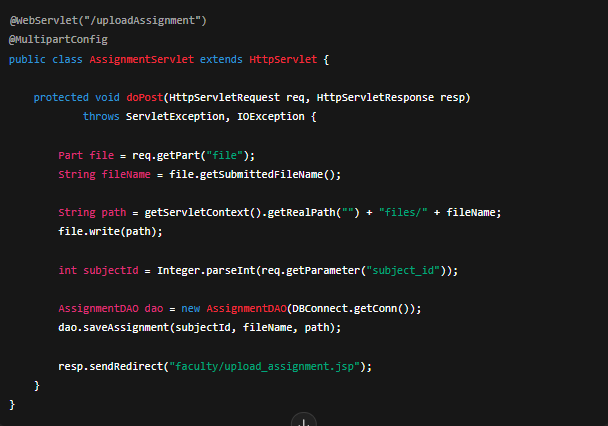 @WebServlet("/uploadAssignment")
@MultipartConfig
public class AssignmentServlet extends HttpServlet {
protected void doPost(HttpServletRequest req, HttpServletResponse resp)
throws ServletException, IOException {
Part file = req.getPart("file");
String fileName = file.getSubmittedFileName();
String path = getServletContext().getRealPath("") + "files/" + fileName;
file.write(path);
int subjectId = Integer.parseInt(req.getParameter("subject_id"));
AssignmentDAO dao = new AssignmentDAO(DBConnect.getConn());
dao.saveAssignment(subjectId, fileName, path);
resp.sendRedirect("faculty/upload_assignment.jsp");
}
}